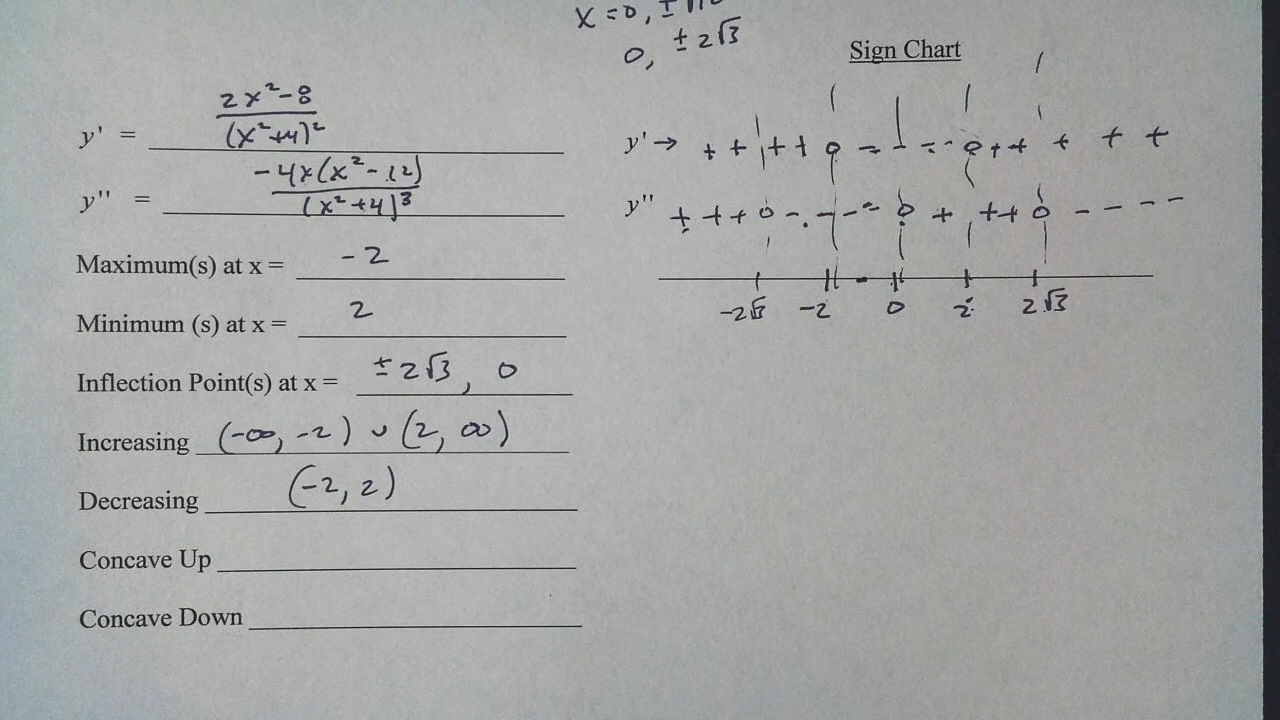 x = 0, ±√12
0, ±2√3
Sign Chart
y' = (2x²-8)/(x²+4)²
y'' = -4x(x²-12)/(x²+4)³
Maximum(s) at x = -2
Minimum (s) at x = 2
Inflection Point(s) at x = ±2√3, 0
Increasing (-∞, -2) ∪ (2, ∞)
Decreasing (-2, 2)
Concave Up
Concave Down
y' → + + | + + 0 - - - - 0 + + + + +
y'' + + + 0 - - - - 0 + + + 0 - - - -
-2√3 -2 0 2 2√3